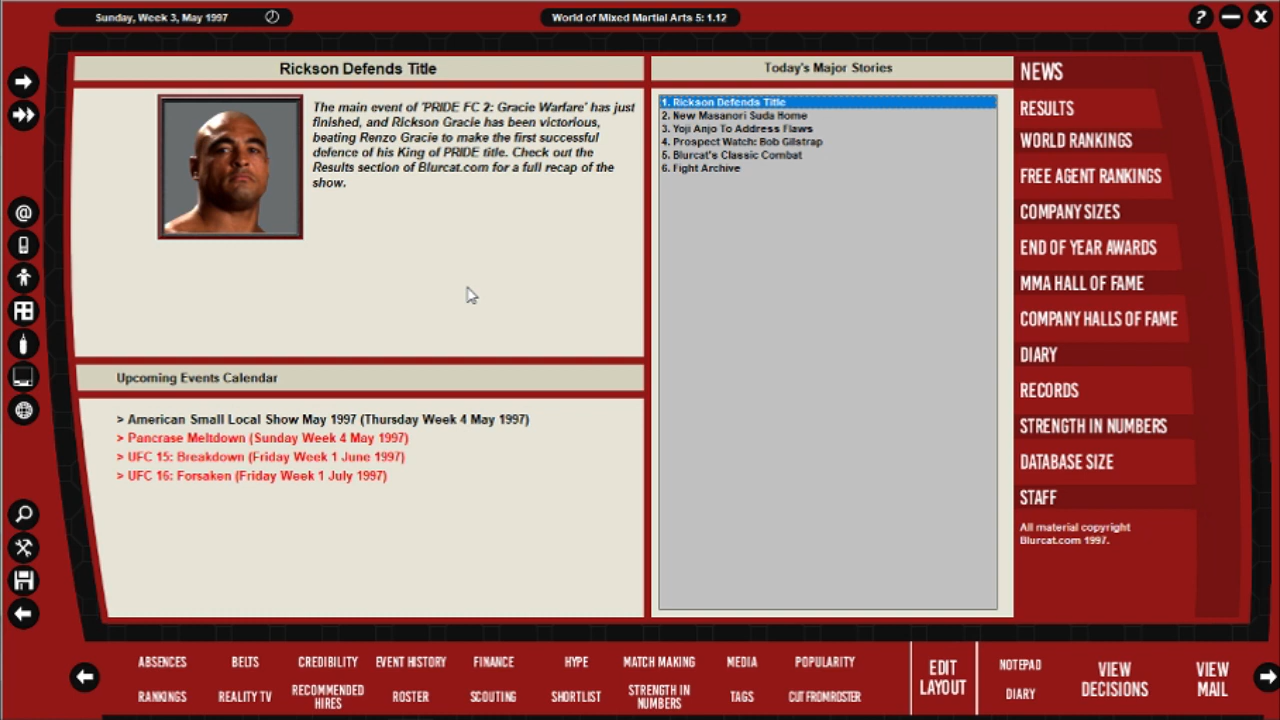 Sunday, Week 3, May 1997
World of Mixed Martial Arts 5: 1.12
?
X
Rickson Defends Title
The main event of 'PRIDE FC 2: Gracie Warfare' has just
finished, and Rickson Gracie has been victorious,
beating Renzo Gracie to make the first successful
defence of his King of PRIDE title. Check out the
Results section of Blurcat.com for a full recap of the
show.
Upcoming Events Calendar
> American Small Local Show May 1997 (Thursday Week 4 May 1997)
> Pancrase Meltdown (Sunday Week 4 May 1997)
> UFC 15: Breakdown (Friday Week 1 June 1997)
> UFC 16: Forsaken (Friday Week 1 July 1997)
Today's Major Stories
1. Rickson Defends Title
2. New Masanori Suda Home
3. Yoji Anjo To Address Flaws
4. Prospect Watch: Bob Gilstrap
5. Blurcat's Classic Combat
6. Fight Archive
NEWS
RESULTS
WORLD RANKINGS
FREE AGENT RANKINGS
COMPANY SIZES
END OF YEAR AWARDS
MMA HALL OF FAME
COMPANY HALLS OF FAME
DIARY
RECORDS
STRENGTH IN NUMBERS
DATABASE SIZE
STAFF
All material copyright
Blurcat.com 1997.
@
ABSENCES BELTS CREDIBILITY EVENT HISTORY FINANCE HYPE MATCH MAKING MEDIA POPULARITY
RANKINGS REALITY TV RECOMMENDED HIRES ROSTER SCOUTING SHORTLIST STRENGTH IN NUMBERS TAGS CUT FROM ROSTER
EDIT
LAYOUT
NOTEPAD
DIARY
VIEW
DECISIONS
VIEW
MAIL